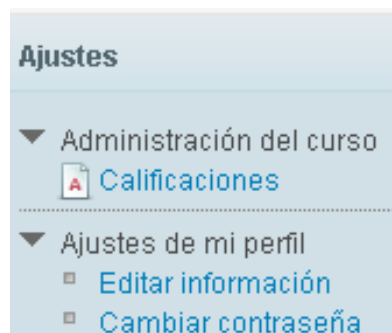 Ajustes
Administración del curso
Calificaciones
Ajustes de mi perfil
Editar información
Cambiar contraseña